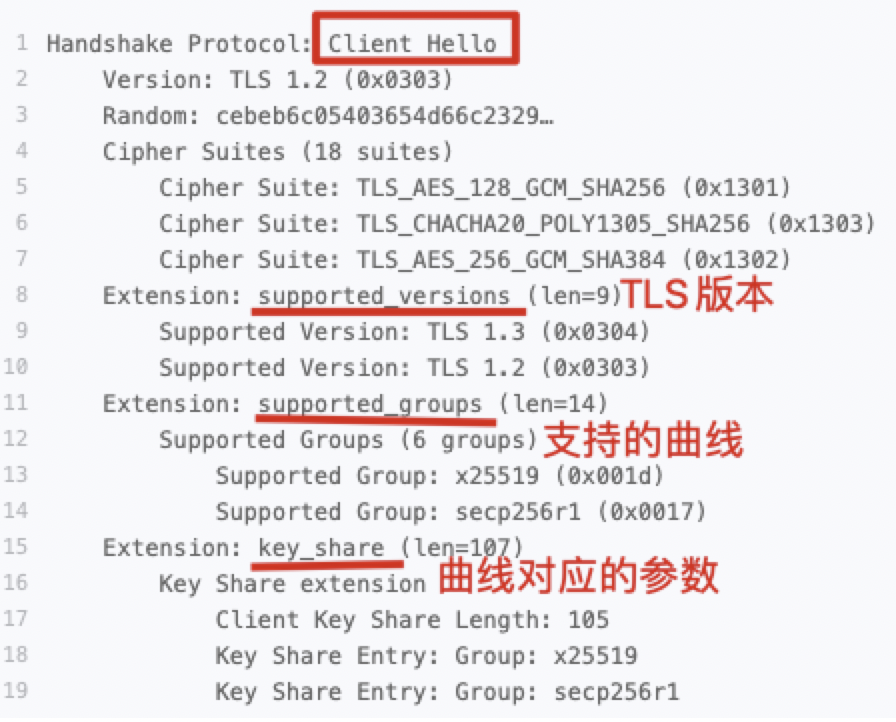 1 Handshake Protocol: Client Hello
2 Version: TLS 1.2 (0x0303)
3 Random: cebeb6c05403654d66c2329…
4 Cipher Suites (18 suites)
5 Cipher Suite: TLS_AES_128_GCM_SHA256 (0x1301)
6 Cipher Suite: TLS_CHACHA20_POLY1305_SHA256 (0x1303)
7 Cipher Suite: TLS_AES_256_GCM_SHA384 (0x1302)
8 Extension: supported_versions (len=9) TLS版本
9 Supported Version: TLS 1.3 (0x0304)
10 Supported Version: TLS 1.2 (0x0303)
11 Extension: supported_groups (len=14)
12 Supported Groups (6 groups) 支持的曲线
13 Supported Group: x25519 (0x001d)
14 Supported Group: secp256r1 (0x0017)
15 Extension: key_share (len=107)
16 Key Share extension 曲线对应的参数
17 Client Key Share Length: 105
18 Key Share Entry: Group: x25519
19 Key Share Entry: Group: secp256r1